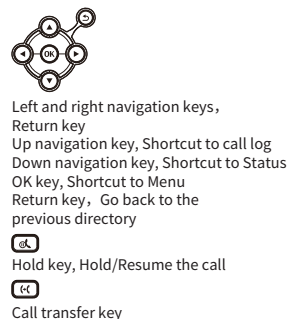 OK
Left and right navigation keys，
Return key
Up navigation key, Shortcut to call log
Down navigation key, Shortcut to Status
OK key, Shortcut to Menu
Return key，Go back to the
previous directory
Hold key, Hold/Resume the call
Call transfer key